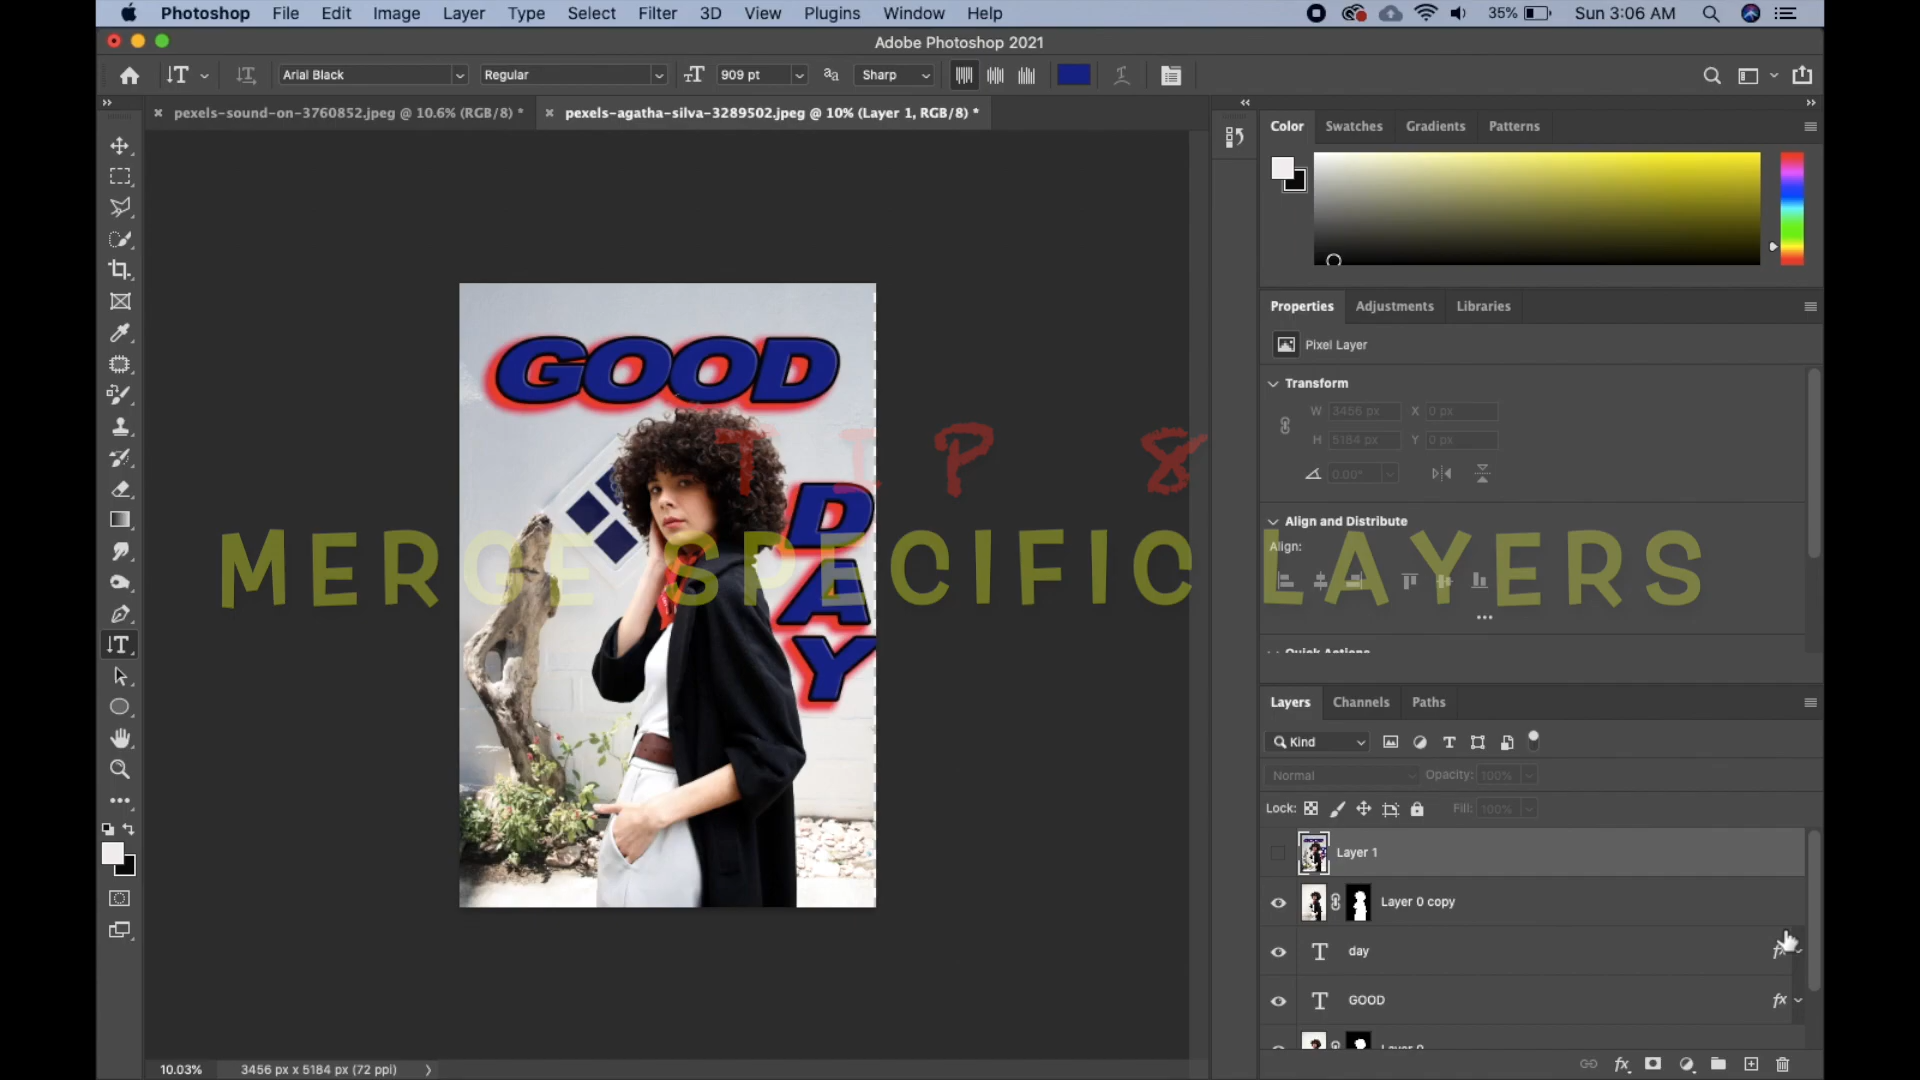 Photoshop File Edit Image Layer Type Select Filter 3D View Plugins Window Help 35% Sun 3:06 AM
Adobe Photoshop 2021
Arial Black Regular 909 pt Sharp
pexels-sound-on-3760852.jpeg @ 10.6% (RGB/8) * pexels-agatha-silva-3289502.jpeg @ 10% (Layer 1, RGB/8) *
Color Swatches Gradients Patterns
Properties Adjustments Libraries
Pixel Layer
Transform
W 3456 px X 0 px
H 5184 px Y 0 px
0.00°
GOOD
DAY
TIP 8
MERGE SPECIFIC LAYERS
Align and Distribute
Align:
Quick Actions
Layers Channels Paths
Kind
Normal Opacity: 100%
Lock: Fill: 100%
Layer 1
Layer 0 copy
day fx
GOOD fx
Layer 0
10.03% 3456 px x 5184 px (72 ppi)